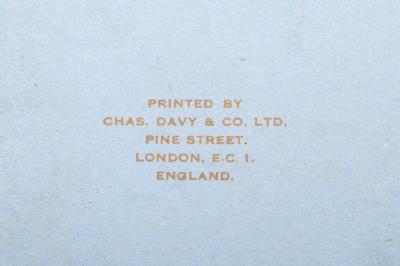 PRINTED BY
CHAS. DAVY & CO. LTD.
PINE STREET.
LONDON, E.C. 1.
ENGLAND.